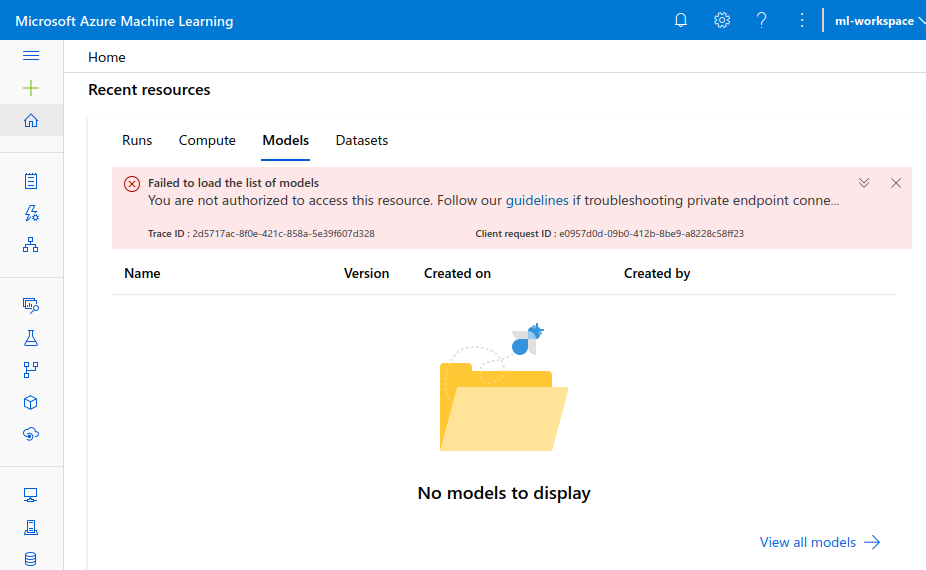 Microsoft Azure Machine Learning
ml-workspace
Home
Recent resources
Runs Compute Models Datasets
Failed to load the list of models
You are not authorized to access this resource. Follow our guidelines if troubleshooting private endpoint conne...
Trace ID : 2d5717ac-8f0e-421c-858a-5e39f607d328 Client request ID : e0957d0d-09b0-412b-8be9-a8228c58ff23
Name Version Created on Created by
No models to display
View all models